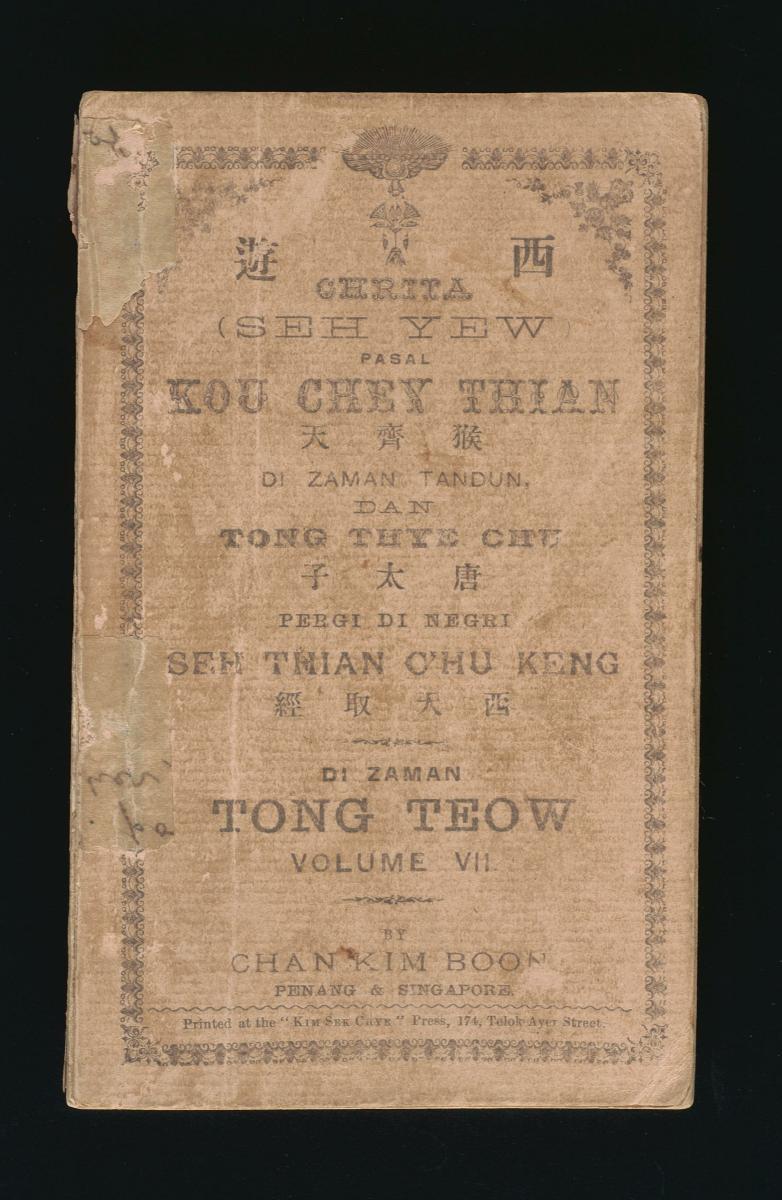 遊 西
CHRITA
(SEH YEW)
PASAL
KOU CHEY THIAN
天 齊 猴
DI ZAMAN TANDUN,
DAN
TONG THYE CHU
子 太 唐
PERGI DI NEGRI
SEH THIAN C'HU KENG
經 取 天 西
DI ZAMAN
TONG TEOW
VOLUME VII.
BY
CHAN KIM BOON
PENANG & SINGAPORE.
Printed at the "KIM SEK CHYE" Press, 174, Telok Ayer Street.